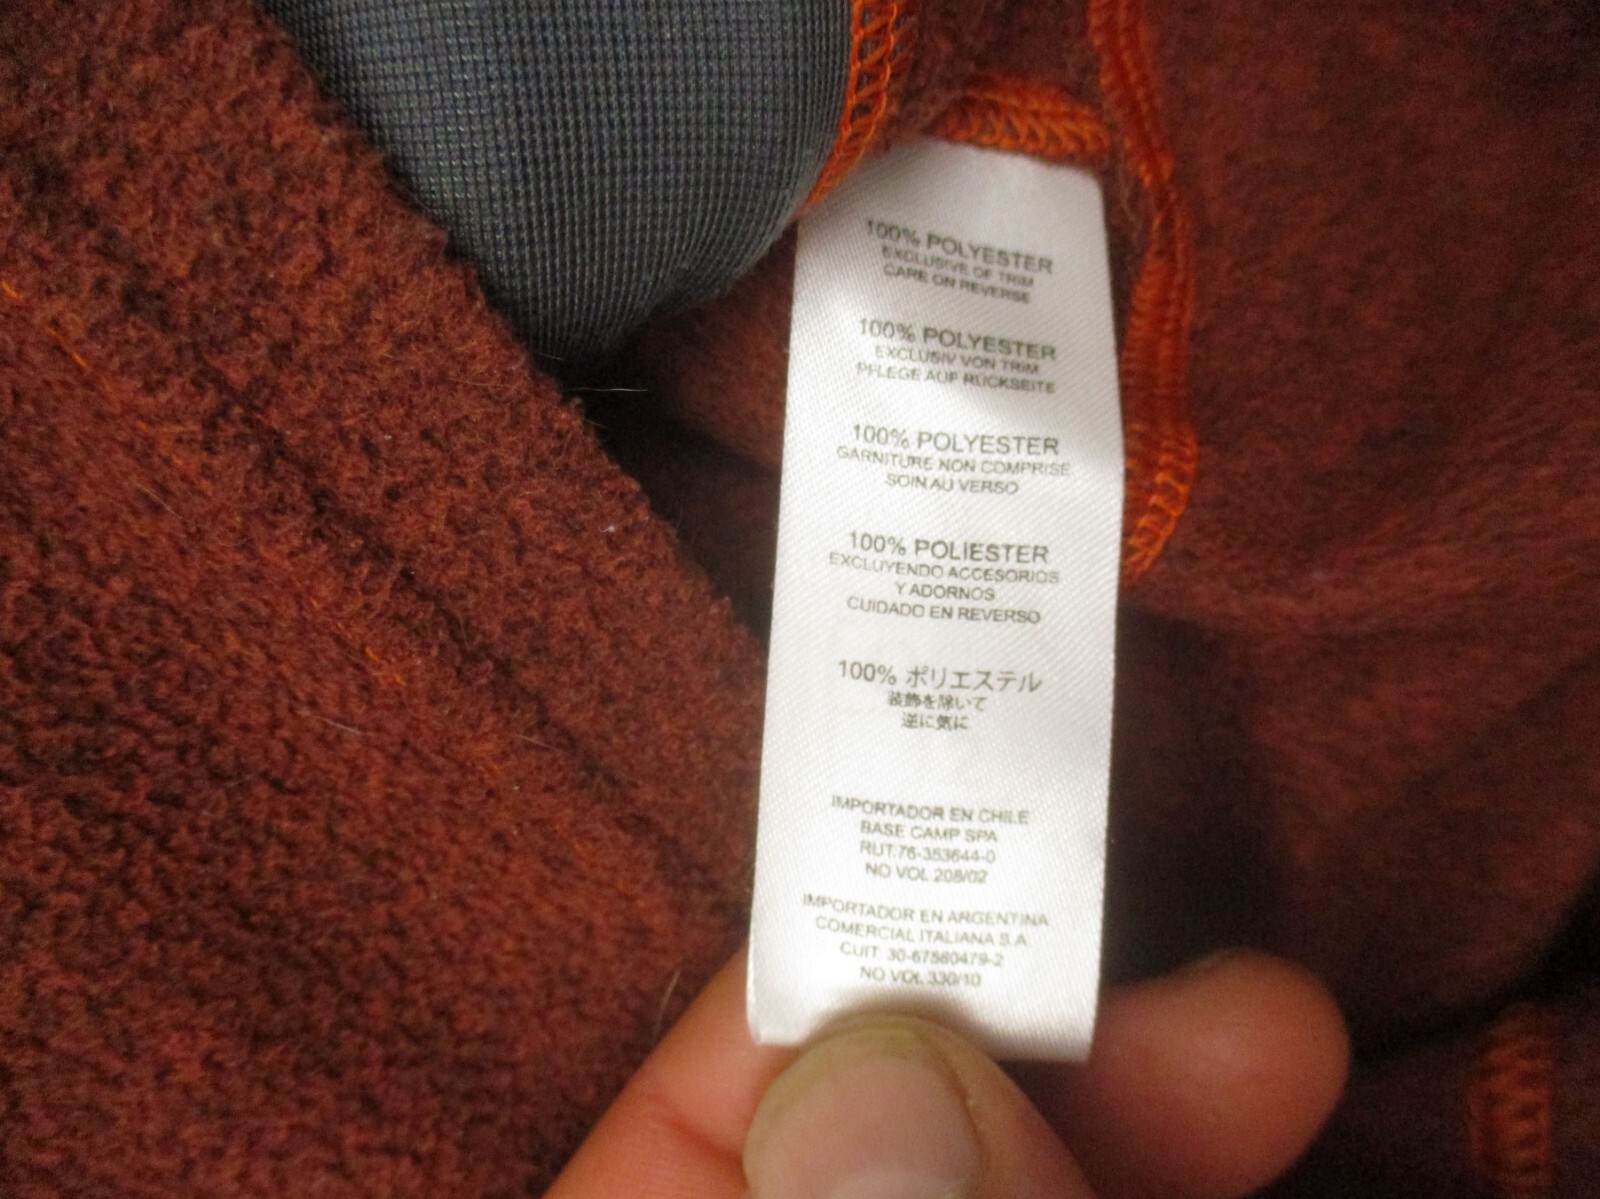 100% POLYESTER
EXCLUSIVE OF TRIM
CARE ON REVERSE
100% POLYESTER
EXCLUSIV VON TRIM
PFLEGE AUF RÜCKSEITE
100% POLYESTER
GARNITURE NON COMPRISE
SOIN AU VERSO
100% POLIESTER
EXCLUYENDO ACCESORIOS
Y ADORNOS
CUIDADO EN REVERSO
100% ポリエステル
装飾を除いて
逆に気に
IMPORTADOR EN CHILE
BASE CAMP SPA
RUT.76-353644-0
NO VOL 208/02
IMPORTADOR EN ARGENTINA
COMERCIAL ITALIANA S.A.
CUIT: 30-67580479-2
NO VOL 330/10